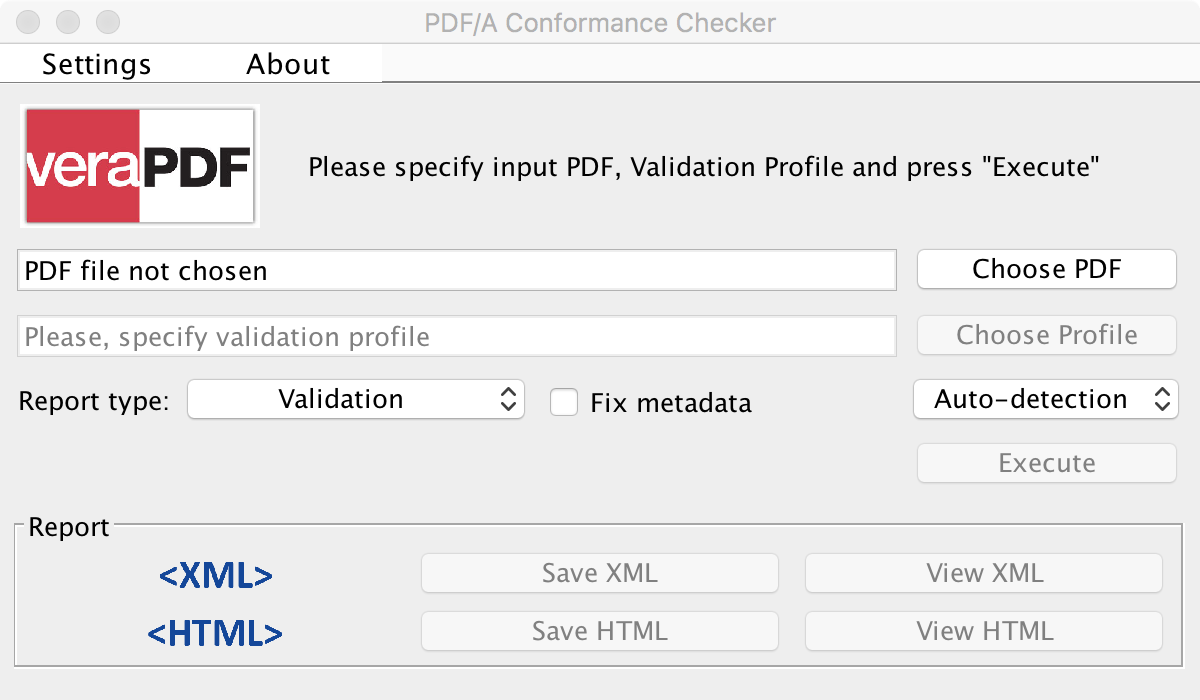 PDF/A Conformance Checker
Settings About
veraPDF
Please specify input PDF, Validation Profile and press "Execute"
PDF file not chosen Choose PDF
Please, specify validation profile Choose Profile
Report type: Validation Fix metadata Auto-detection
Execute
Report
<XML> Save XML View XML
<HTML> Save HTML View HTML